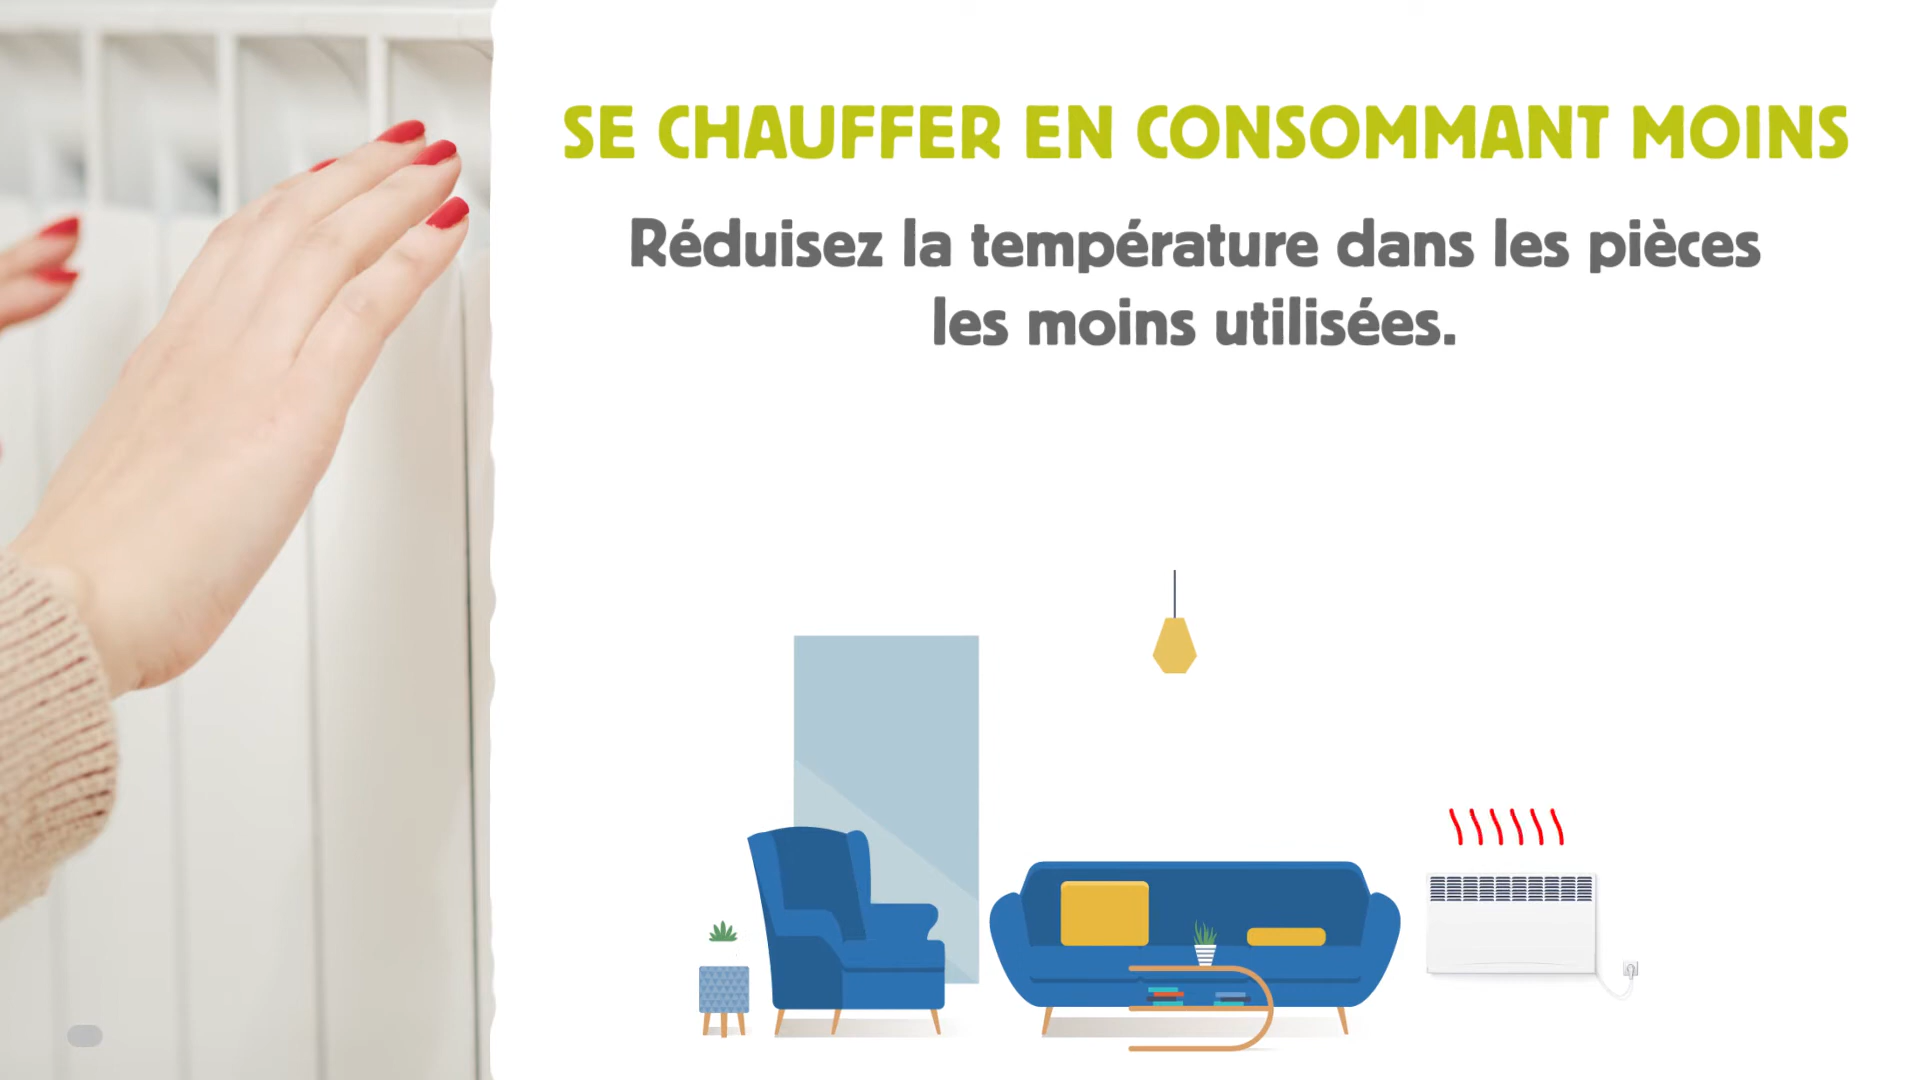 SE CHAUFFER EN CONSOMMANT MOINS
Réduisez la température dans les pièces
les moins utilisées.